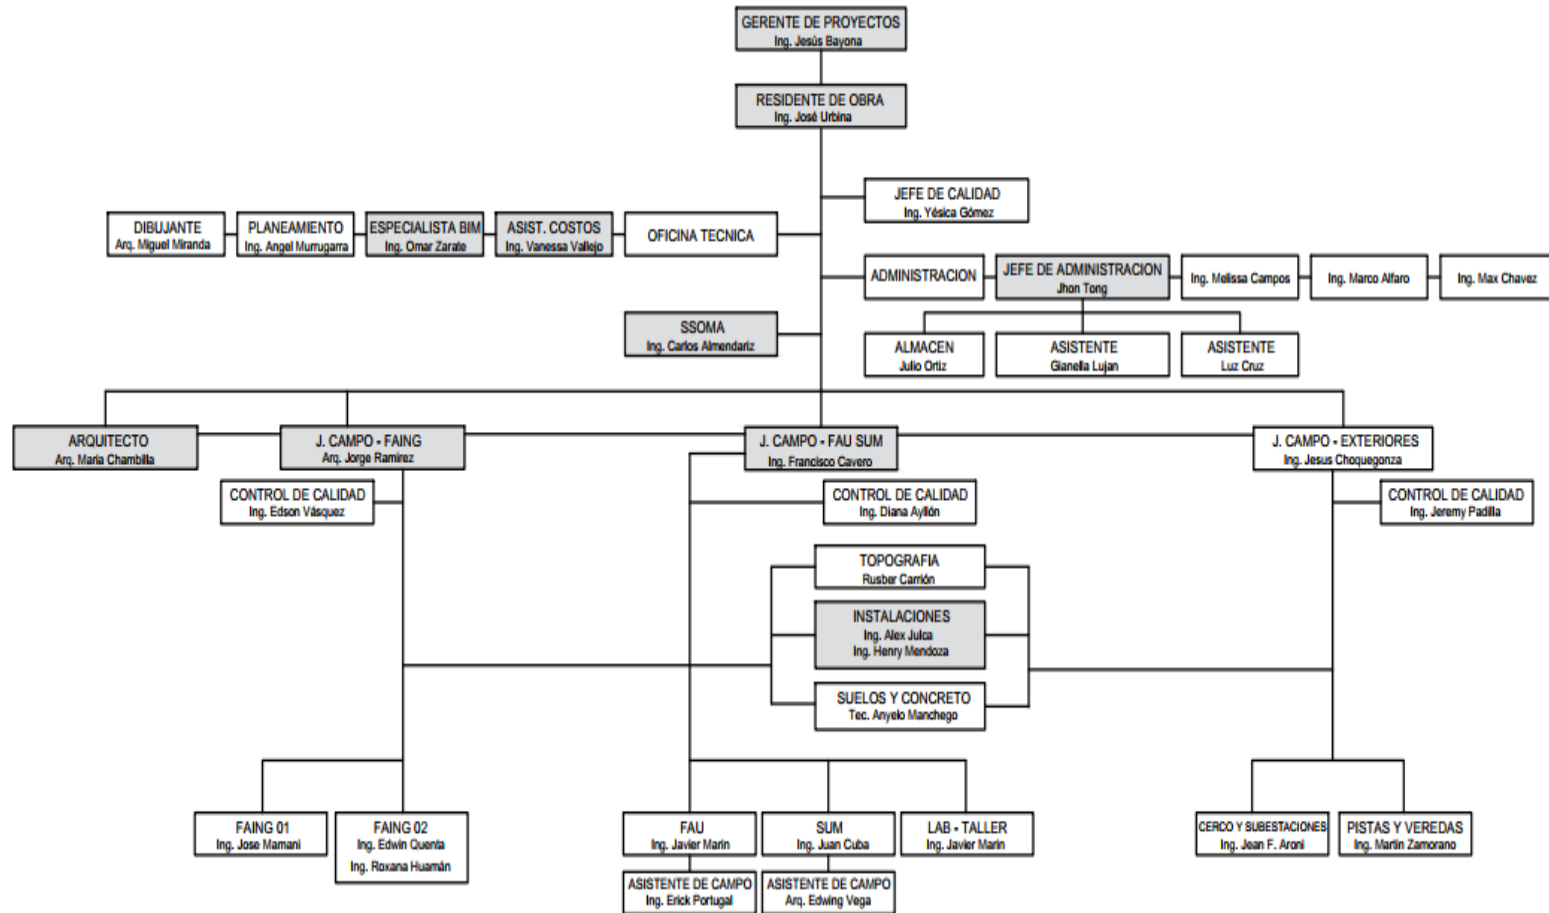 GERENTE DE PROYECTOS
Ing. Jesús Bayona
RESIDENTE DE OBRA
Ing. José Urbina
JEFE DE CALIDAD
Ing. Yésica Gómez
DIBUJANTE
Arq. Miguel Miranda
PLANEAMIENTO
Ing. Angel Murrugarra
ESPECIALISTA BIM
Ing. Omar Zarate
ASIST. COSTOS
Ing. Vanessa Vallejo
OFICINA TECNICA
ADMINISTRACION
JEFE DE ADMINISTRACION
Jhon Tong
Ing. Melissa Campos
Ing. Marco Alfaro
Ing. Max Chavez
SSOMA
Ing. Carlos Almendariz
ALMACEN
Julio Ortiz
ASISTENTE
Gianella Lujan
ASISTENTE
Luz Cruz
ARQUITECTO
Arq. Maria Chambilla
J. CAMPO - FAING
Arq. Jorge Ramirez
J. CAMPO - FAU SUM
Ing. Francisco Cavero
J. CAMPO - EXTERIORES
Ing. Jesus Choquegonza
CONTROL DE CALIDAD
Ing. Edson Vásquez
CONTROL DE CALIDAD
Ing. Diana Ayllón
CONTROL DE CALIDAD
Ing. Jeremy Padilla
TOPOGRAFIA
Rusber Carrión
INSTALACIONES
Ing. Alex Julca
Ing. Henry Mendoza
SUELOS Y CONCRETO
Tec. Anyelo Manchego
FAING 01
Ing. Jose Mamani
FAING 02
Ing. Edwin Quenta
Ing. Roxana Huamán
FAU
Ing. Javier Marin
SUM
Ing. Juan Cuba
LAB - TALLER
Ing. Javier Marin
CERCO Y SUBESTACIONES
Ing. Jean F. Aroni
PISTAS Y VEREDAS
Ing. Martin Zamorano
ASISTENTE DE CAMPO
Ing. Erick Portugal
ASISTENTE DE CAMPO
Arq. Edwing Vega